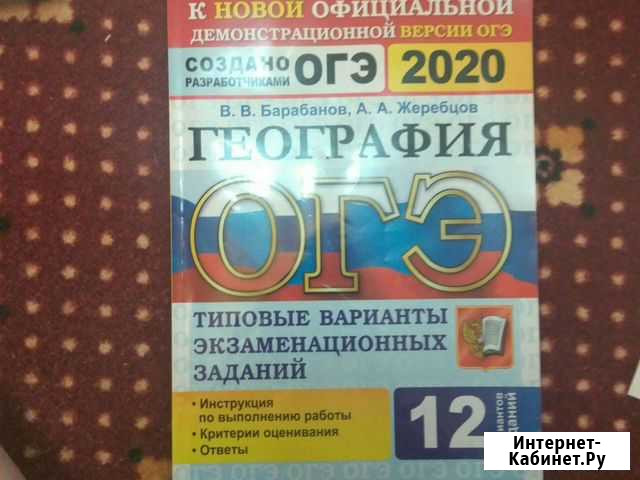 К НОВОЙ ОФИЦИАЛЬНОЙ
ДЕМОНСТРАЦИОННОЙ ВЕРСИИ ОГЭ
СОЗДАНО
РАЗРАБОТЧИКАМИ
ОГЭ
2020
В. В. Барабанов, А. А. Жеребцов
ГЕОГРАФИЯ
ОГЭ
ТИПОВЫЕ ВАРИАНТЫ
ЭКЗАМЕНАЦИОННЫХ
ЗАДАНИЙ
• Инструкция
по выполнению работы
• Критерии оценивания
• Ответы
12
Интернет-
Кабинет.Ру